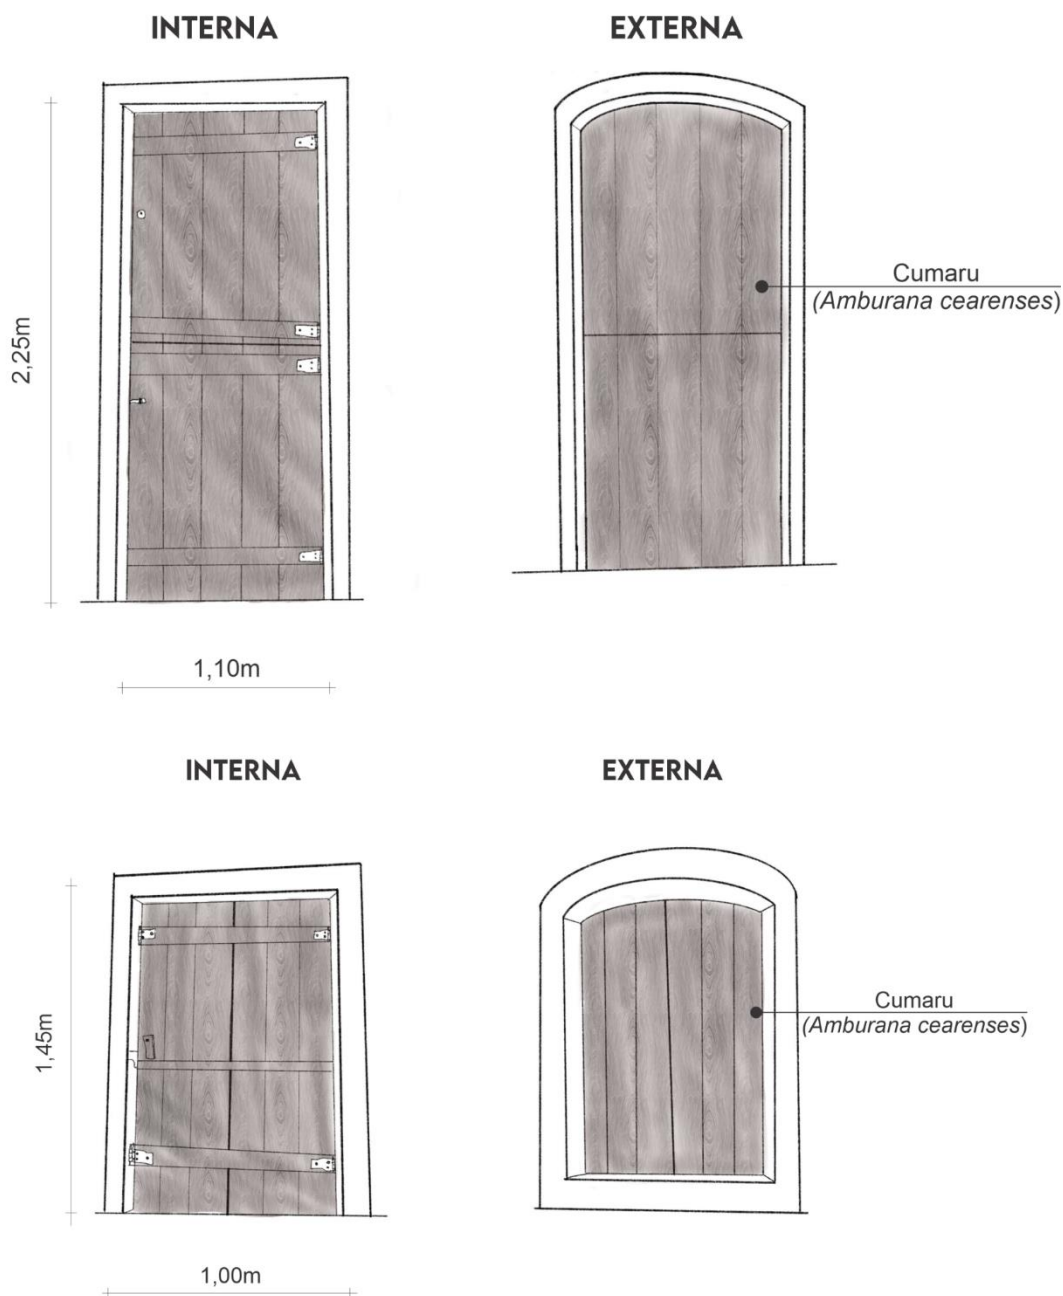 INTERNA
EXTERNA
2,25m
Cumaru
(Amburana cearenses)
1,10m
INTERNA
EXTERNA
1,45m
Cumaru
(Amburana cearenses)
1,00m